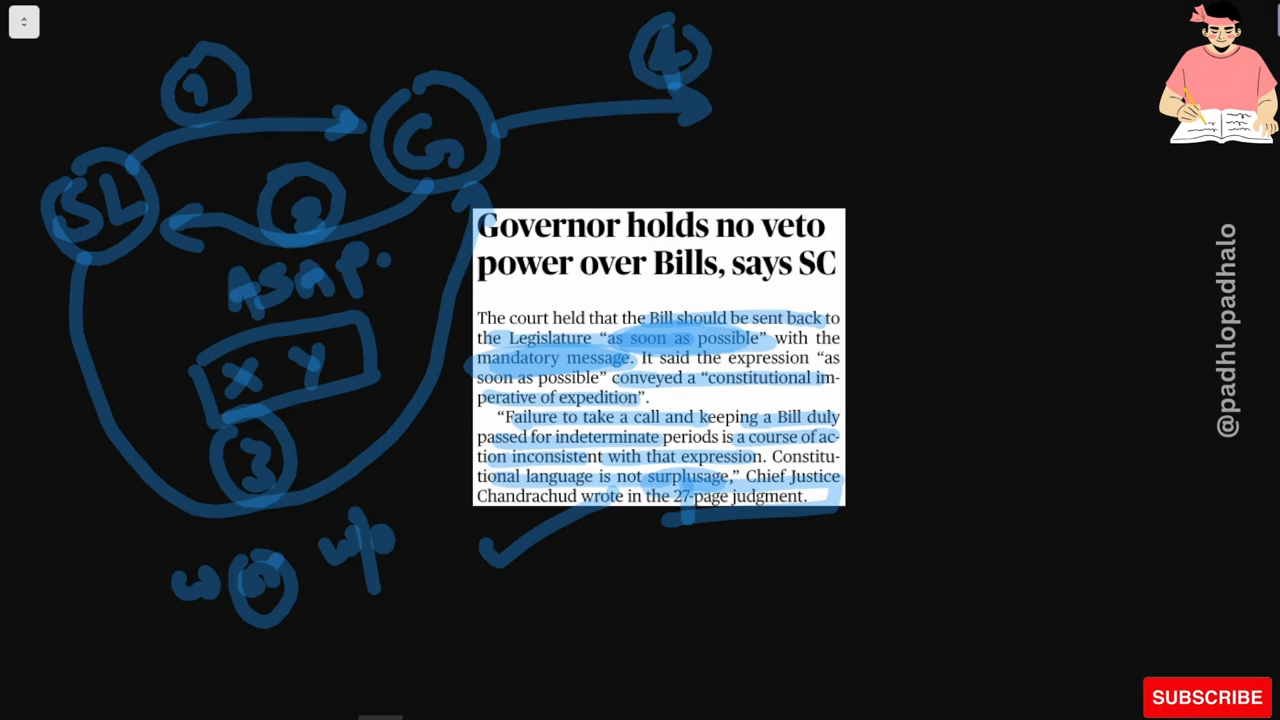 1
4
SL
G
2
ASAP.
X Y
3
Governor holds no veto
power over Bills, says SC
The court held that the Bill should be sent back to
the Legislature “as soon as possible” with the
mandatory message. It said the expression “as
soon as possible” conveyed a “constitutional im-
perative of expedition”.
“Failure to take a call and keeping a Bill duly
passed for indeterminate periods is a course of ac-
tion inconsistent with that expression. Constitu-
tional language is not surplusage,” Chief Justice
Chandrachud wrote in the 27-page judgment.
w w/o
@padhlopadhalo
SUBSCRIBE